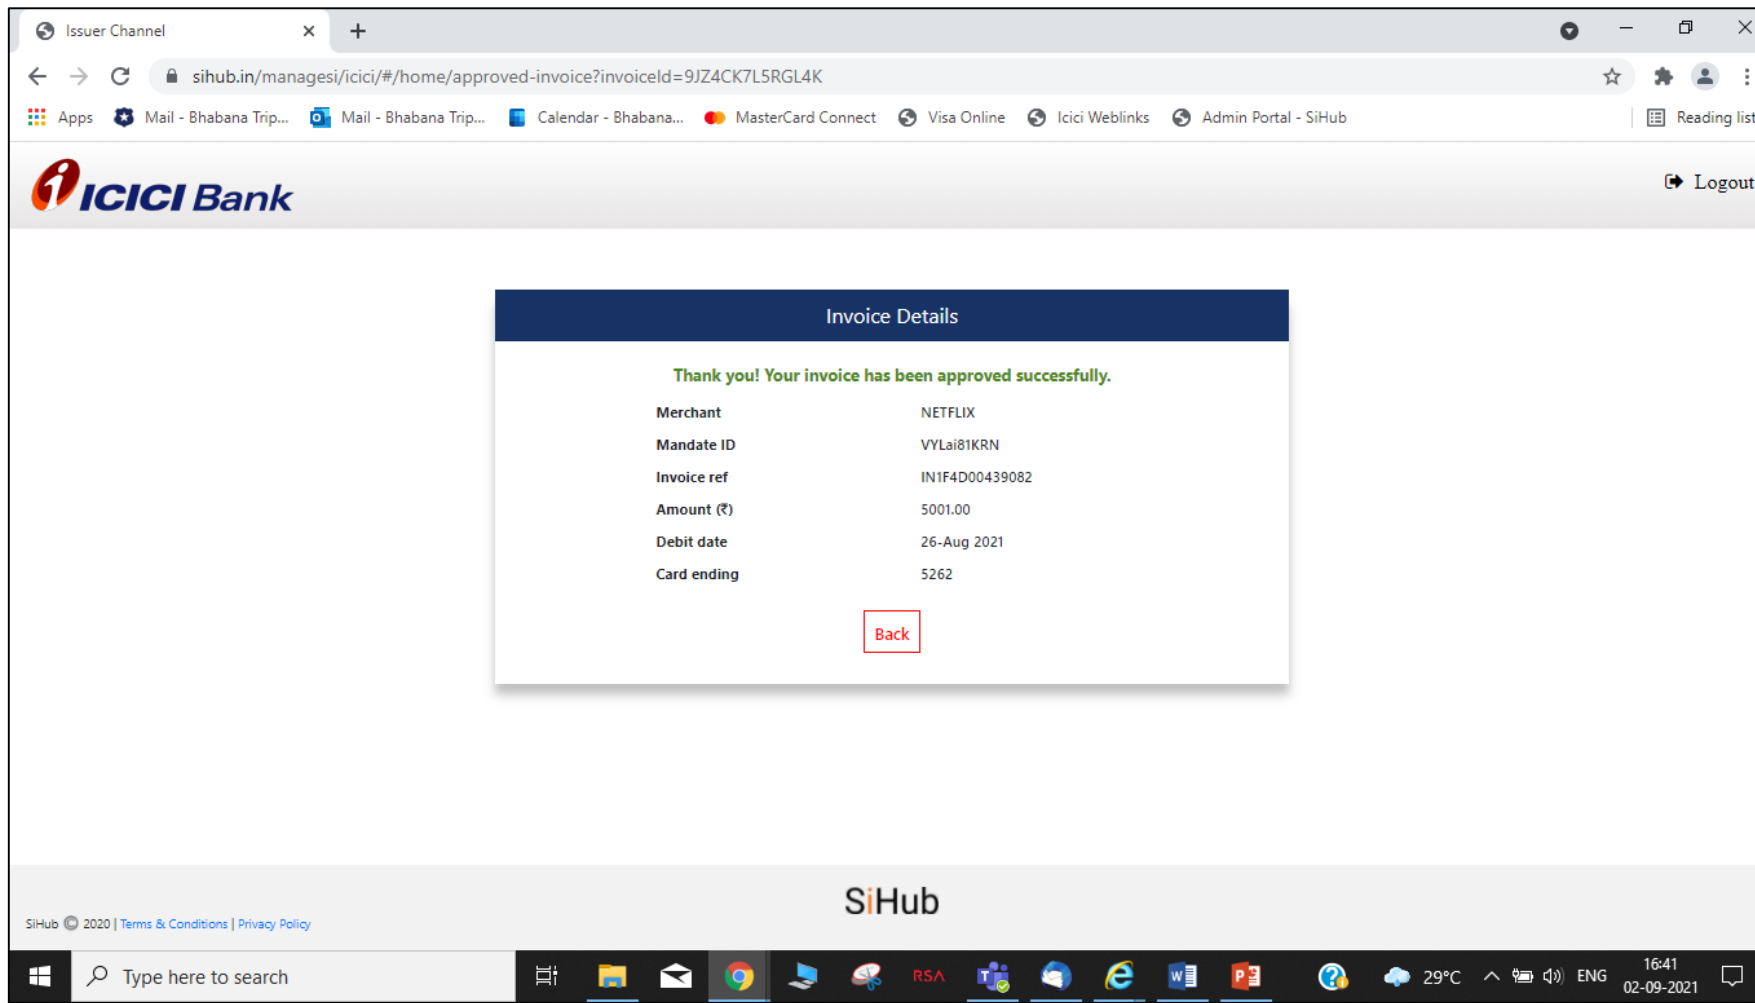 Issuer Channel
sihub.in/managesi/icici/#/home/approved-invoice?invoiceId=9JZ4CK7L5RGL4K
Apps Mail - Bhabana Trip... Mail - Bhabana Trip... Calendar - Bhabana... MasterCard Connect Visa Online Icici Weblinks Admin Portal - SiHub Reading list
ICICI Bank
Logout
Invoice Details
Thank you! Your invoice has been approved successfully.
Merchant NETFLIX
Mandate ID VYLai81KRN
Invoice ref IN1F4D00439082
Amount (₹) 5001.00
Debit date 26-Aug 2021
Card ending 5262
Back
SiHub
SiHub © 2020 | Terms & Conditions | Privacy Policy
Type here to search RSA 29°C ENG 16:41
02-09-2021